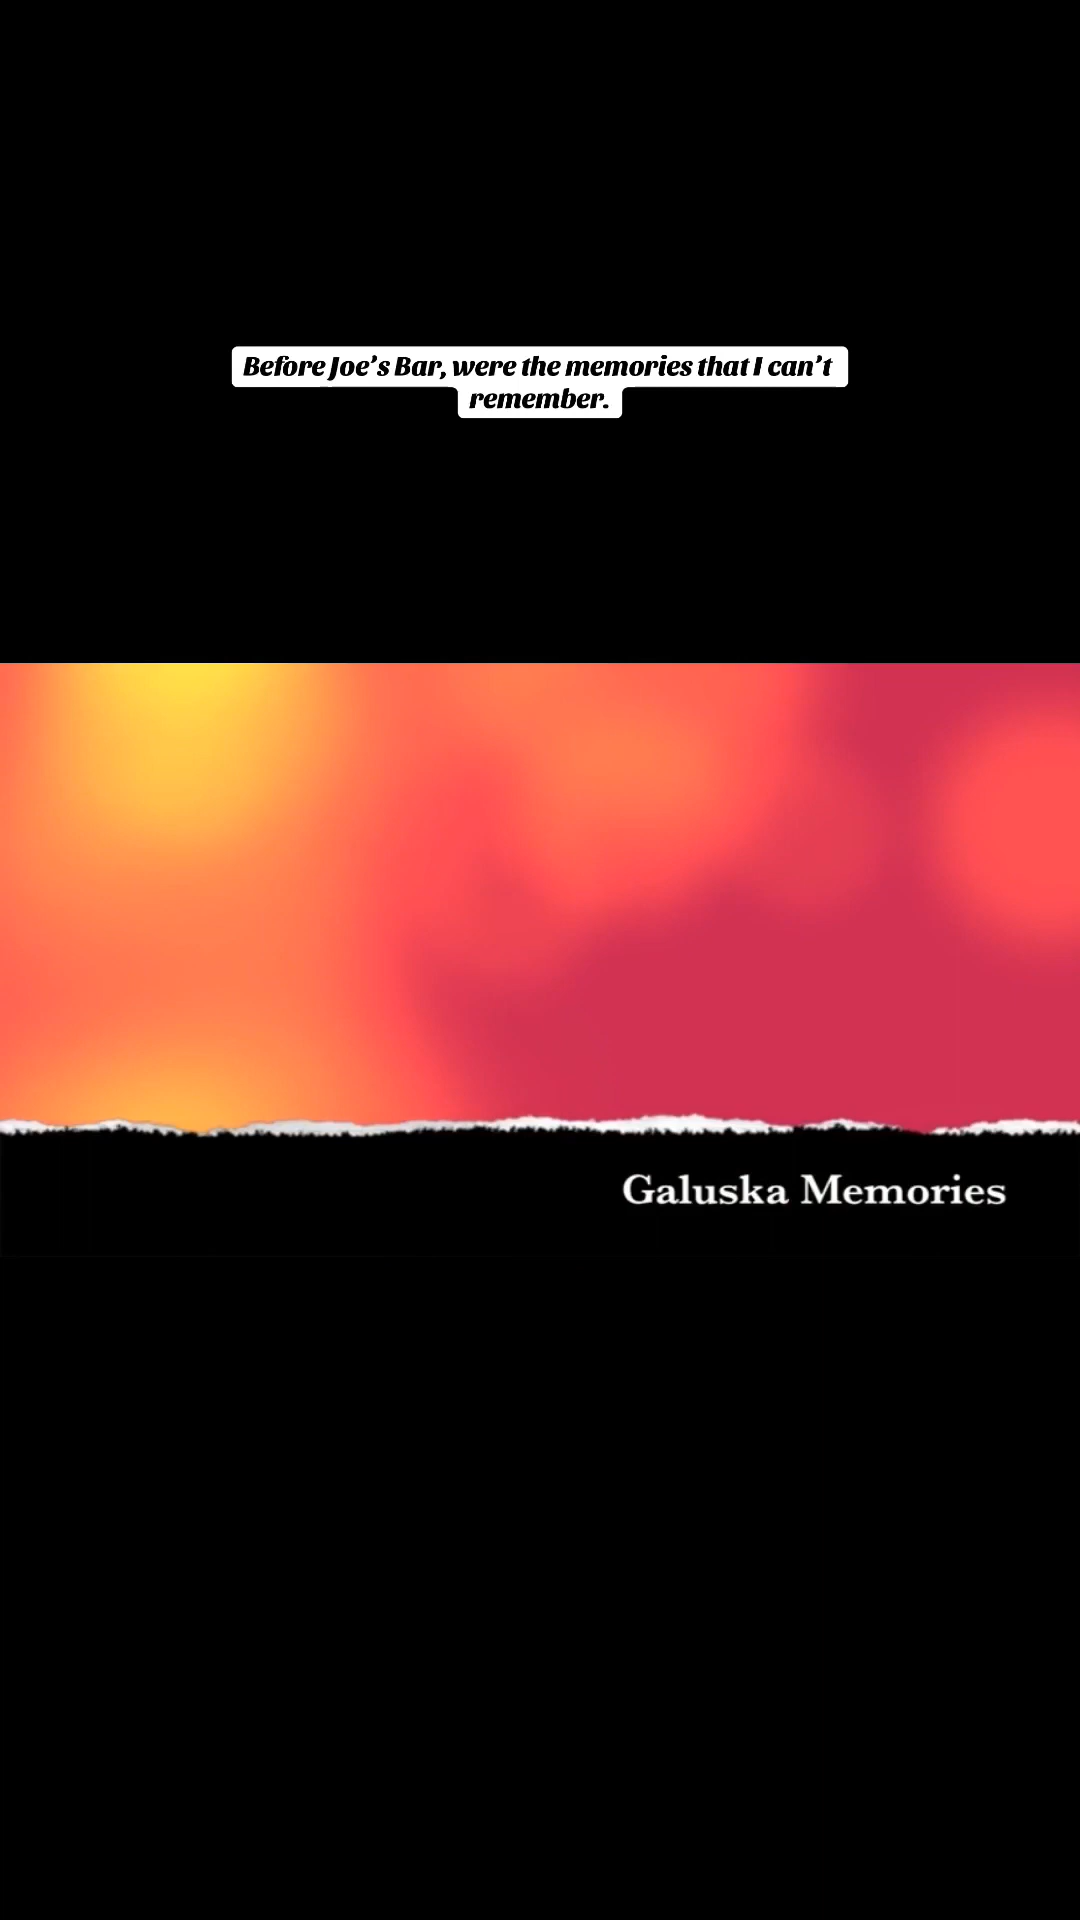 Before Joe's Bar, were the memories that I can't
remember.
Galuska Memories